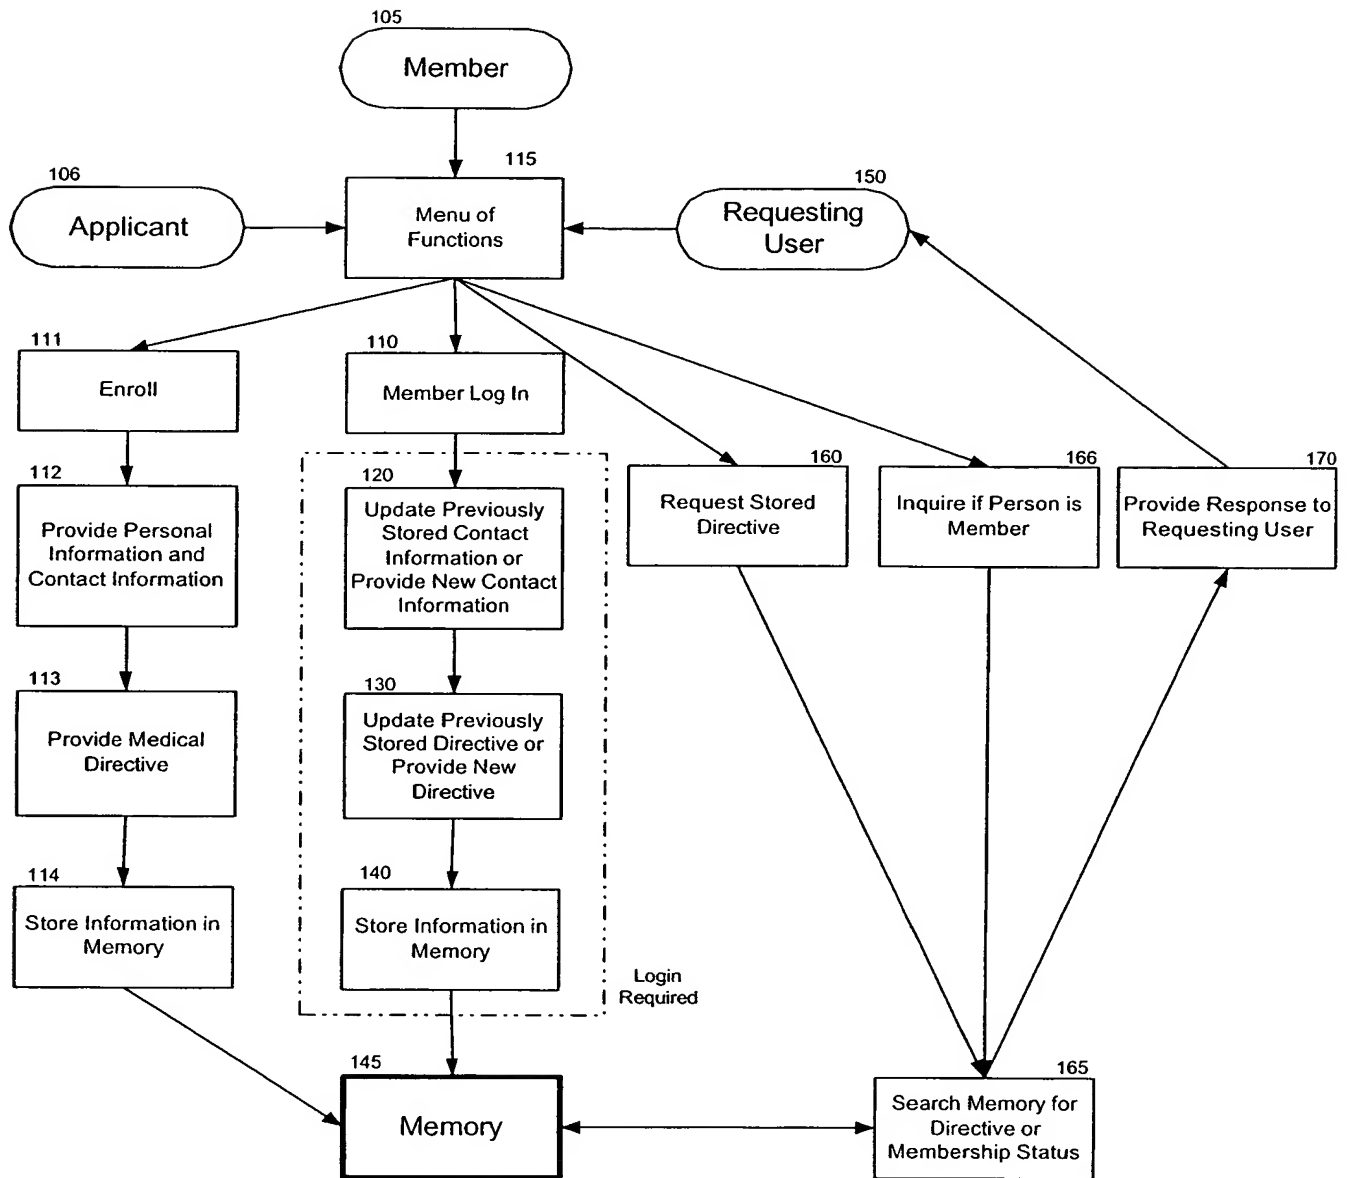 105
Member
106
Applicant
115
Menu of
Functions
150
Requesting
User
111
Enroll
110
Member Log In
112
Provide Personal
Information and
Contact Information
120
Update Previously
Stored Contact
Information or
Provide New Contact
Information
160
Request Stored
Directive
166
Inquire if Person is
Member
170
Provide Response to
Requesting User
113
Provide Medical
Directive
130
Update Previously
Stored Directive or
Provide New
Directive
114
Store Information in
Memory
140
Store Information in
Memory
Login
Required
145
Memory
165
Search Memory for
Directive or
Membership Status